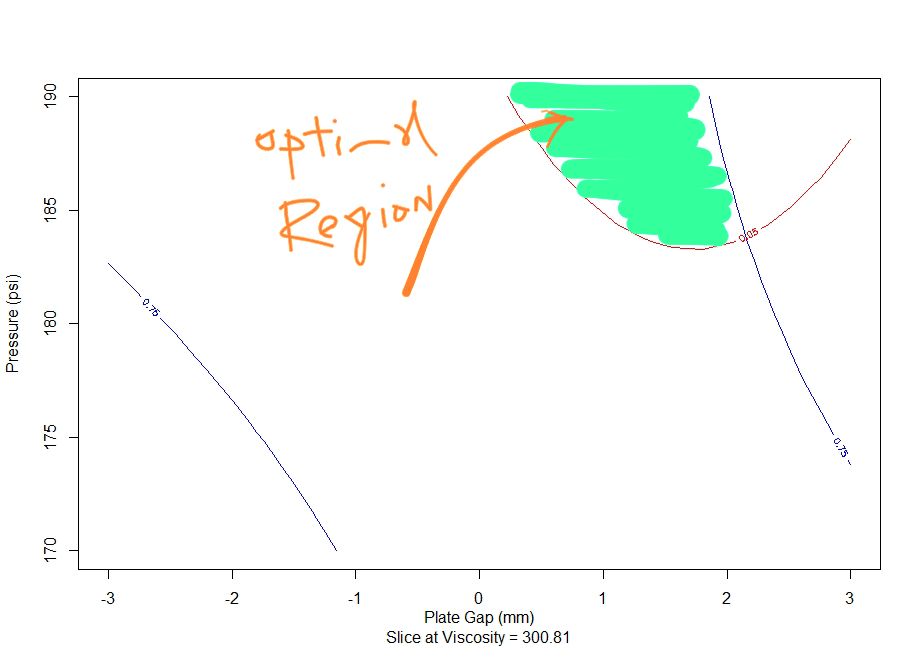 190
185
180
175
170
Pressure (psi)
opti_l
Region
0.05
0.75
0.75
-3 -2 -1 0 1 2 3
Plate Gap (mm)
Slice at Viscosity = 300.81